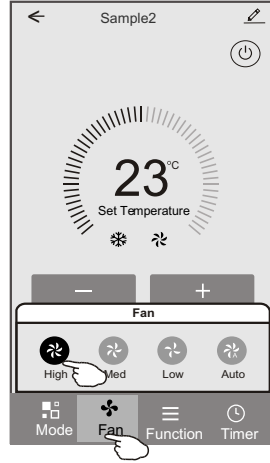 Sample2
23°C
Set Temperature
− +
Fan
High Med Low Auto
Mode Fan Function Timer